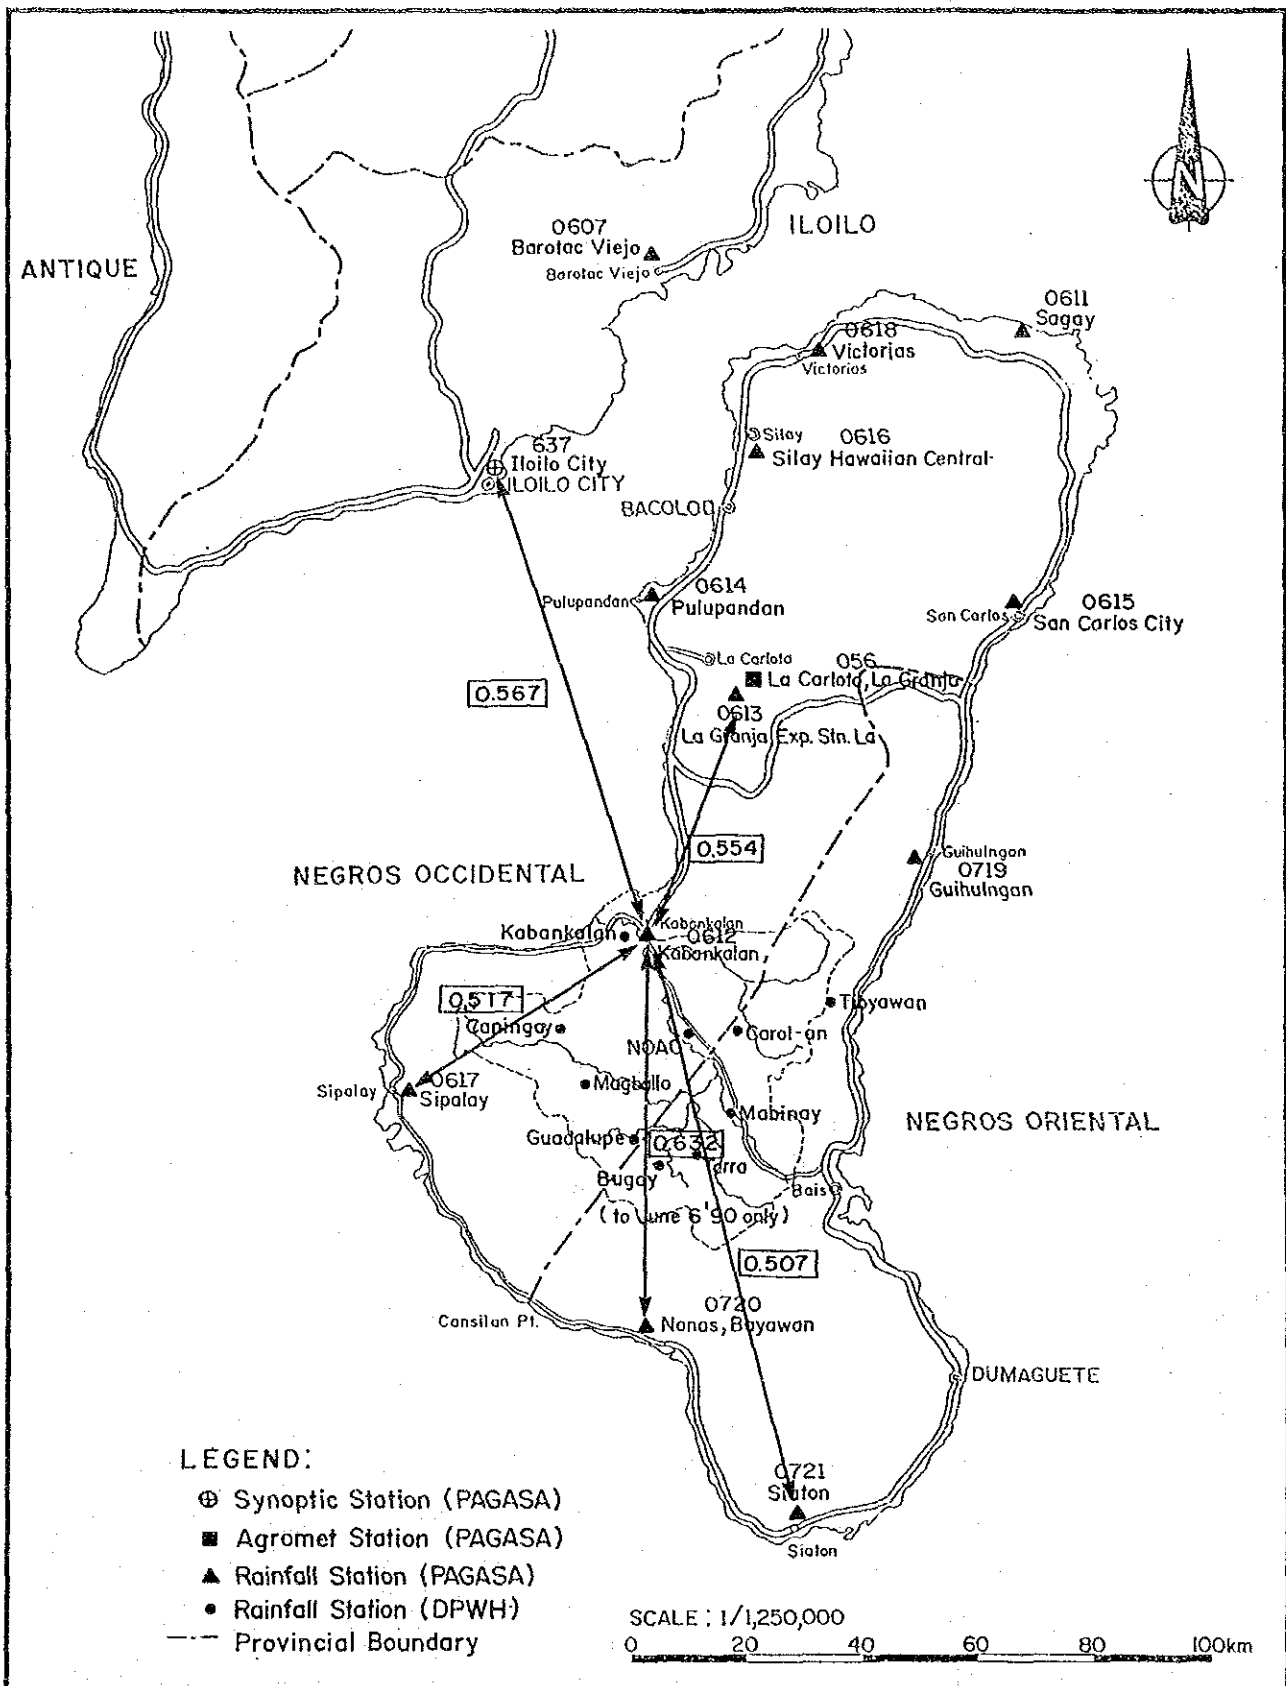 N
ILOILO
0607
Barotac Viejo
Barotac Viejo
ANTIQUE
0611
Sagay
0618
Victorias
Victorias
Silay
0616
Silay Hawaiian Central
637
Iloilo City
ILOILO CITY
BACOLOD
0614
Pulupandan
Pulupandan
0615
San Carlos
San Carlos City
La Carlota
056
La Carlota, La Granja
0.567
0613
La Granja Exp. Stn. La
0.554
NEGROS OCCIDENTAL
Guihulngan
0719
Guihulngan
Kabankalan
Kabankalan
0612
Kabankalan
0.517
Tapingay
NOAC
Carol-an
Tibyawan
0617
Sipalay
Sipalay
Magballo
Mabinay
NEGROS ORIENTAL
Guadalupe
0.632
Bugay
Bais
(to June 6'90 only)
0.507
0720
Cansilan Pt.
Nanas, Bayawan
DUMAGUETE
0721
Siaton
Siaton
LEGEND:
Synoptic Station (PAGASA)
Agromet Station (PAGASA)
Rainfall Station (PAGASA)
Rainfall Station (DPWH)
Provincial Boundary
SCALE : 1/1,250,000
0 20 40 60 80 100km